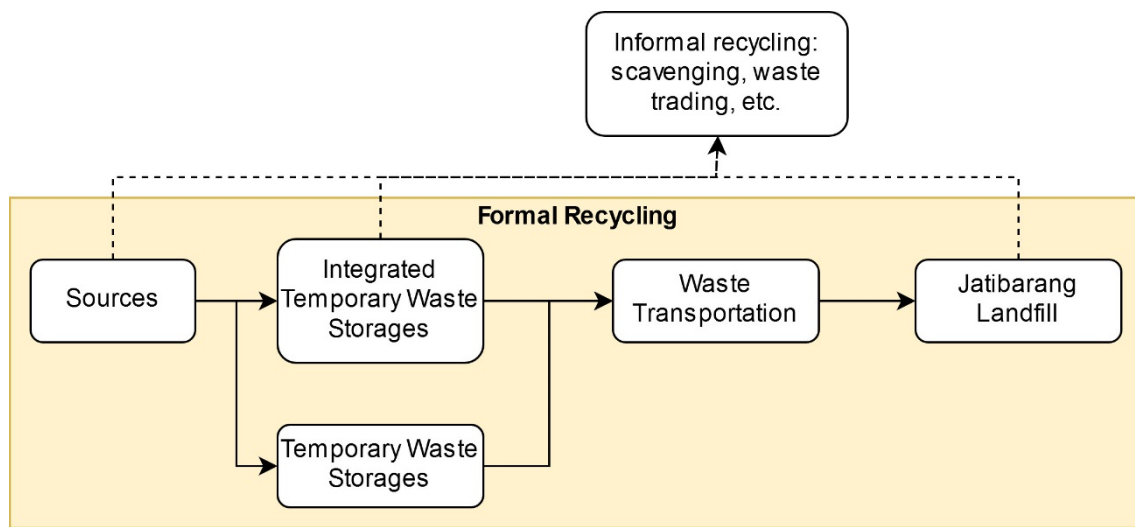 Informal recycling:
scavenging, waste
trading, etc.
Formal Recycling
Sources
Integrated
Temporary Waste
Storages
Waste
Transportation
Jatibarang
Landfill
Temporary Waste
Storages